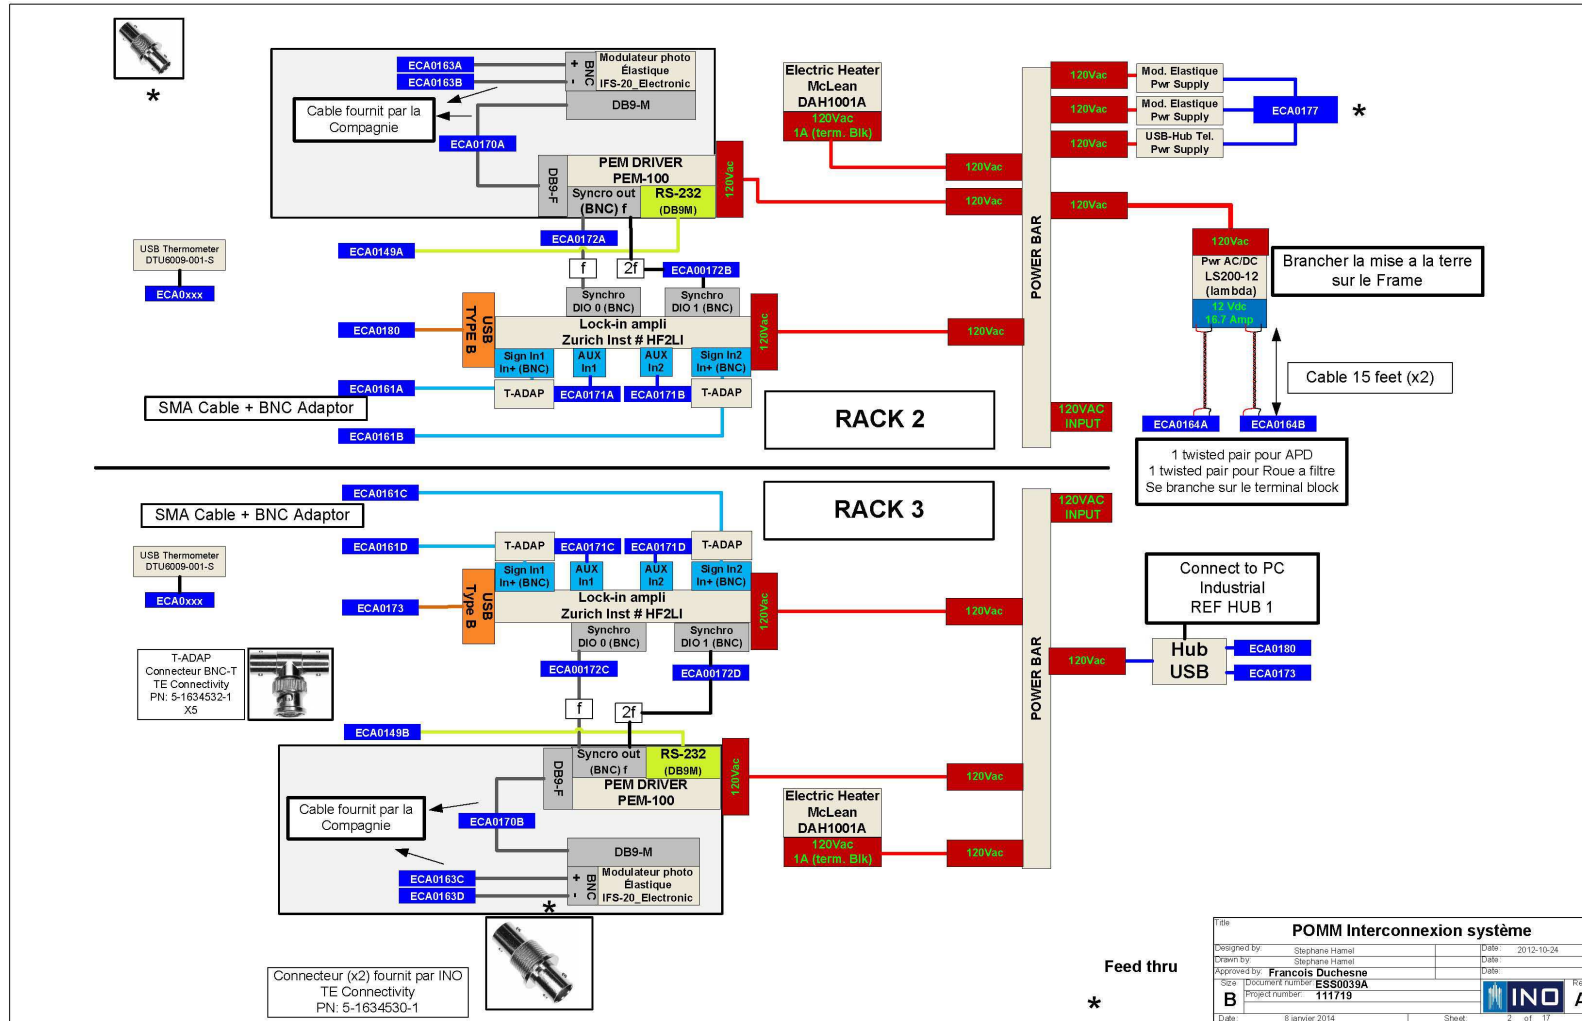 *
ECA0163A
ECA0163B
+
-
BNC
Modulateur photo
Élastique
IFS-20_Electronic
DB9-M
Cable fournit par la
Compagnie
ECA0170A
DB9-F
PEM DRIVER
PEM-100
Syncro out
(BNC) f
RS-232
(DB9M)
120Vac
ECA0172A
ECA0149A
f
2f
ECA00172B
USB Thermometer
DTU6009-001-S
ECA0xxx
Synchro
DIO 0 (BNC)
Synchro
DIO 1 (BNC)
ECA0180
USB
TYPE B
Lock-in ampli
Zurich Inst # HF2LI
120Vac
Sign In1
In+ (BNC)
AUX
In1
AUX
In2
Sign In2
In+ (BNC)
ECA0161A
T-ADAP
ECA0171A
ECA0171B
T-ADAP
SMA Cable + BNC Adaptor
ECA0161B
RACK 2
Electric Heater
McLean
DAH1001A
120Vac
1A (term. Blk)
120Vac
120Vac
120Vac
POWER BAR
120Vac
Mod. Elastique
Pwr Supply
120Vac
Mod. Elastique
Pwr Supply
120Vac
USB-Hub Tel.
Pwr Supply
ECA0177
*
120Vac
120Vac
Pwr AC/DC
LS200-12
(lambda)
12 Vdc
16.7 Amp
Brancher la mise a la terre
sur le Frame
Cable 15 feet (x2)
120VAC
INPUT
ECA0164A
ECA0164B
1 twisted pair pour APD
1 twisted pair pour Roue a filtre
Se branche sur le terminal block
ECA0161C
SMA Cable + BNC Adaptor
RACK 3
120VAC
INPUT
ECA0161D
T-ADAP
ECA0171C
ECA0171D
T-ADAP
USB Thermometer
DTU6009-001-S
ECA0xxx
Sign In1
In+ (BNC)
AUX
In1
AUX
In2
Sign In2
In+ (BNC)
ECA0173
USB
Type B
Lock-in ampli
Zurich Inst # HF2LI
120Vac
120Vac
Synchro
DIO 0 (BNC)
Synchro
DIO 1 (BNC)
Connect to PC
Industrial
REF HUB 1
T-ADAP
Connecteur BNC-T
TE Connectivity
PN: 5-1634532-1
X5
ECA00172C
ECA00172D
POWER BAR
120Vac
Hub
USB
ECA0180
ECA0173
f
2f
ECA0149B
Syncro out
(BNC) f
RS-232
(DB9M)
DB9-F
PEM DRIVER
PEM-100
120Vac
120Vac
Cable fournit par la
Compagnie
ECA0170B
Electric Heater
McLean
DAH1001A
120Vac
1A (term. Blk)
120Vac
DB9-M
ECA0163C
ECA0163D
+
-
BNC
Modulateur photo
Élastique
IFS-20_Electronic
*
Connecteur (x2) fournit par INO
TE Connectivity
PN: 5-1634530-1
Feed thru
*
Title
POMM Interconnexion système
Designed by: Stephane Hamel Date: 2012-10-24
Drawn by: Stephane Hamel Date:
Approved by: Francois Duchesne Date:
Size
B
Document number: ESS0039A
Project number: 111719
INO
Date: 8 janvier 2014 Sheet: 2 of 17